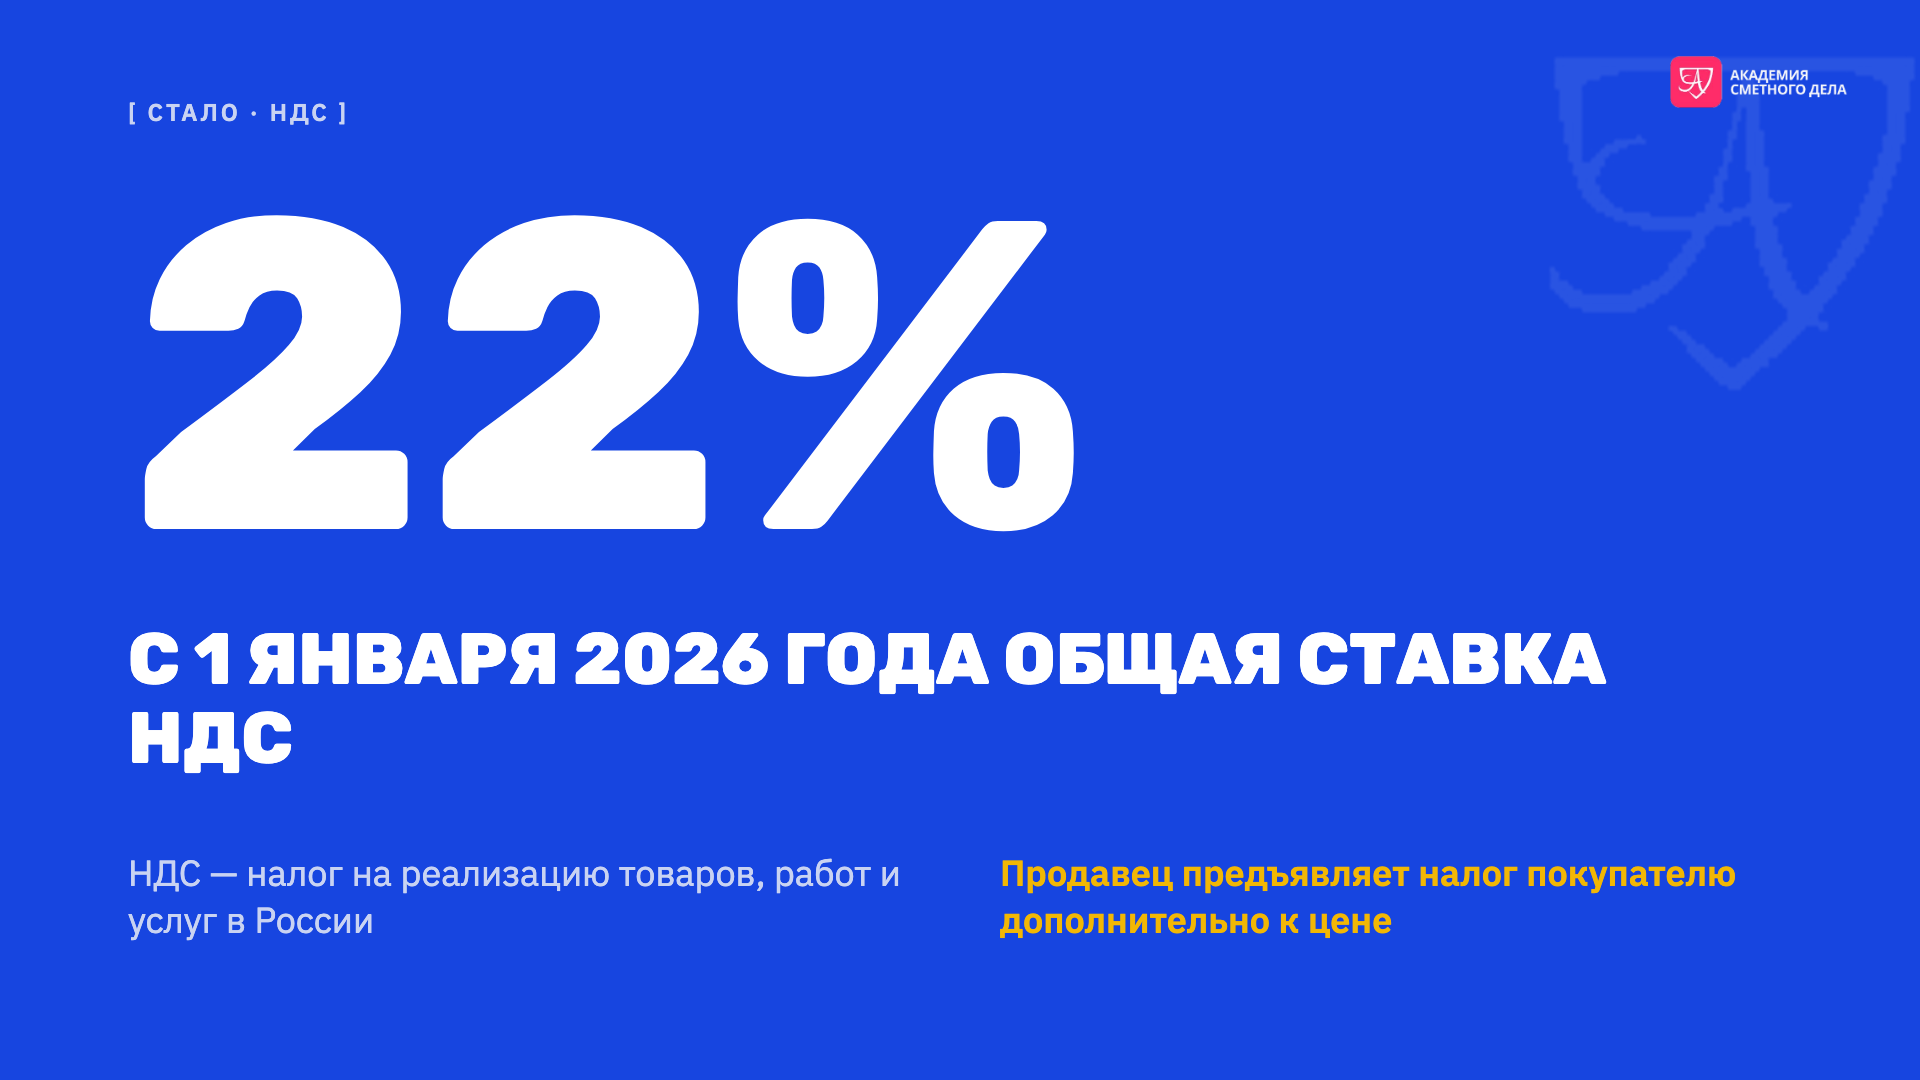 [ СТАЛО · НДС ]
АКАДЕМИЯ
СМЕТНОГО ДЕЛА
22%
С 1 ЯНВАРЯ 2026 ГОДА ОБЩАЯ СТАВКА
НДС
НДС — налог на реализацию товаров, работ и
услуг в России
Продавец предъявляет налог покупателю
дополнительно к цене